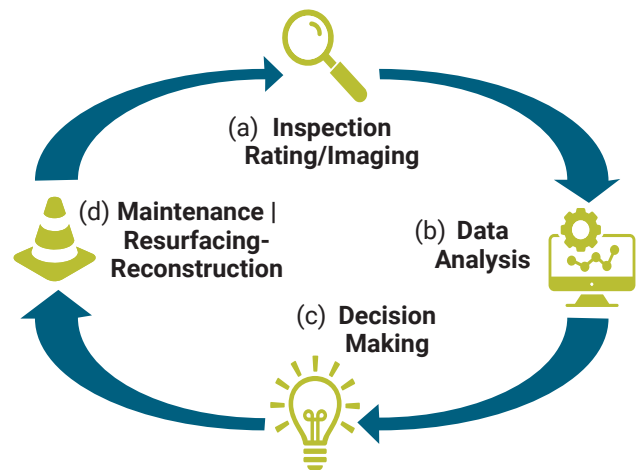 (a) Inspection
Rating/Imaging
(b) Data
Analysis
(c) Decision
Making
(d) Maintenance |
Resurfacing-
Reconstruction